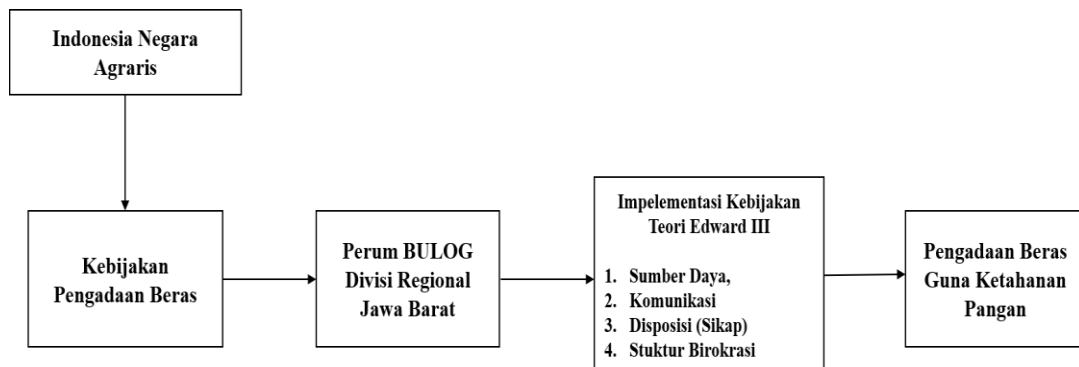 Indonesia Negara
Agraris
Kebijakan
Pengadaan Beras
Perum BULOG
Divisi Regional
Jawa Barat
Impelementasi Kebijakan
Teori Edward III
1. Sumber Daya,
2. Komunikasi
3. Disposisi (Sikap)
4. Stuktur Birokrasi
Pengadaan Beras
Guna Ketahanan
Pangan